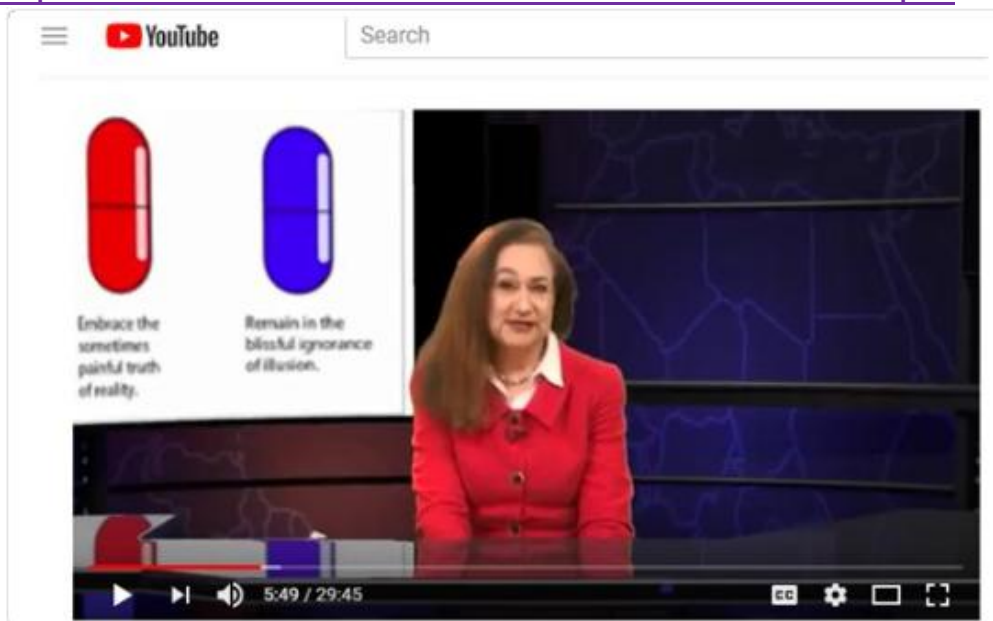 YouTube
Search
Embrace the
sometimes
painful truth
of reality.
Remain in the
blissful ignorance
of illusion.
5:49 / 29:45
CC